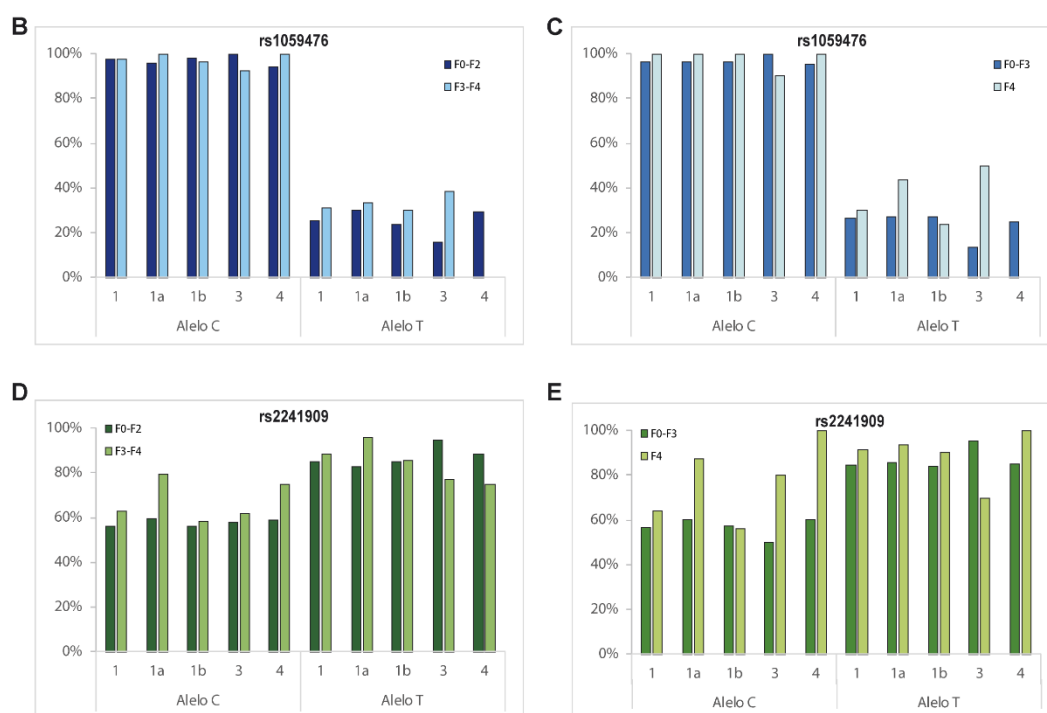 B
rs1059476
100%
80%
60%
40%
20%
0%
F0-F2
F3-F4
1 1a 1b 3 4 1 1a 1b 3 4
Alelo C Alelo T
C
rs1059476
100%
80%
60%
40%
20%
0%
F0-F3
F4
1 1a 1b 3 4 1 1a 1b 3 4
Alelo C Alelo T
D
rs2241909
100%
80%
60%
40%
20%
0%
F0-F2
F3-F4
1 1a 1b 3 4 1 1a 1b 3 4
Alelo C Alelo T
E
rs2241909
100%
80%
60%
40%
20%
0%
F0-F3
F4
1 1a 1b 3 4 1 1a 1b 3 4
Alelo C Alelo T